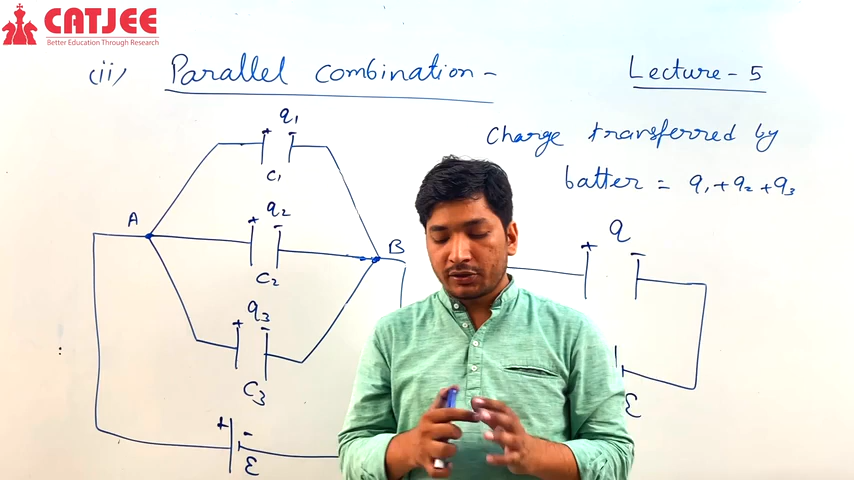 CATJEE
Better Education Through Research
(ii) Parallel Combination -
Lecture - 5
Charge transferred by
batter = q1 + q2 + q3
q1
+ -
C1
A
q2
+ -
C2
B
q3
+ -
C3
+ -
ε
q
+ -
ε